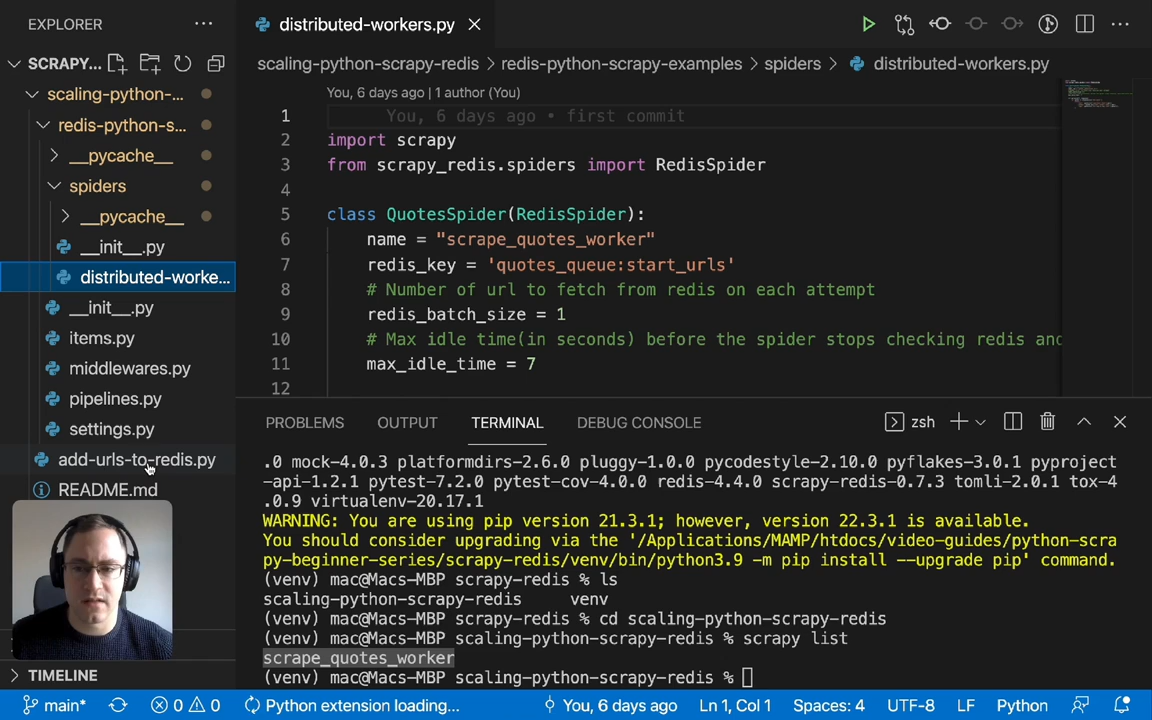 EXPLORER
SCRAPY...
scaling-python-...
redis-python-s...
__pycache__
spiders
__pycache__
__init__.py
distributed-worke...
__init__.py
items.py
middlewares.py
pipelines.py
settings.py
add-urls-to-redis.py
README.md
TIMELINE
distributed-workers.py
scaling-python-scrapy-redis > redis-python-scrapy-examples > spiders > distributed-workers.py
You, 6 days ago | 1 author (You)
1 You, 6 days ago • first commit
2 import scrapy
3 from scrapy_redis.spiders import RedisSpider
4
5 class QuotesSpider(RedisSpider):
6 name = "scrape_quotes_worker"
7 redis_key = 'quotes_queue:start_urls'
8 # Number of url to fetch from redis on each attempt
9 redis_batch_size = 1
10 # Max idle time(in seconds) before the spider stops checking redis and
11 max_idle_time = 7
12
PROBLEMS OUTPUT TERMINAL DEBUG CONSOLE zsh
.0 mock-4.0.3 platformdirs-2.6.0 pluggy-1.0.0 pycodestyle-2.10.0 pyflakes-3.0.1 pyproject
-api-1.2.1 pytest-7.2.0 pytest-cov-4.0.0 redis-4.4.0 scrapy-redis-0.7.3 tomli-2.0.1 tox-4
.0.9 virtualenv-20.17.1
WARNING: You are using pip version 21.3.1; however, version 22.3.1 is available.
You should consider upgrading via the '/Applications/MAMP/htdocs/video-guides/python-scra
py-beginner-series/scrapy-redis/venv/bin/python3.9 -m pip install --upgrade pip' command.
(venv) mac@Macs-MBP scrapy-redis % ls
scaling-python-scrapy-redis venv
(venv) mac@Macs-MBP scrapy-redis % cd scaling-python-scrapy-redis
(venv) mac@Macs-MBP scaling-python-scrapy-redis % scrapy list
scrape_quotes_worker
(venv) mac@Macs-MBP scaling-python-scrapy-redis %
main* 0 0 Python extension loading... You, 6 days ago Ln 1, Col 1 Spaces: 4 UTF-8 LF Python